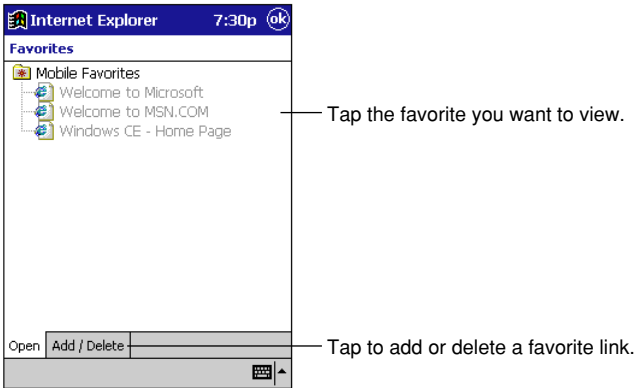 Internet Explorer 7:30p ok
Favorites
Mobile Favorites
Welcome to Microsoft
Welcome to MSN.COM
Windows CE - Home Page
Tap the favorite you want to view.
Open Add / Delete
Tap to add or delete a favorite link.